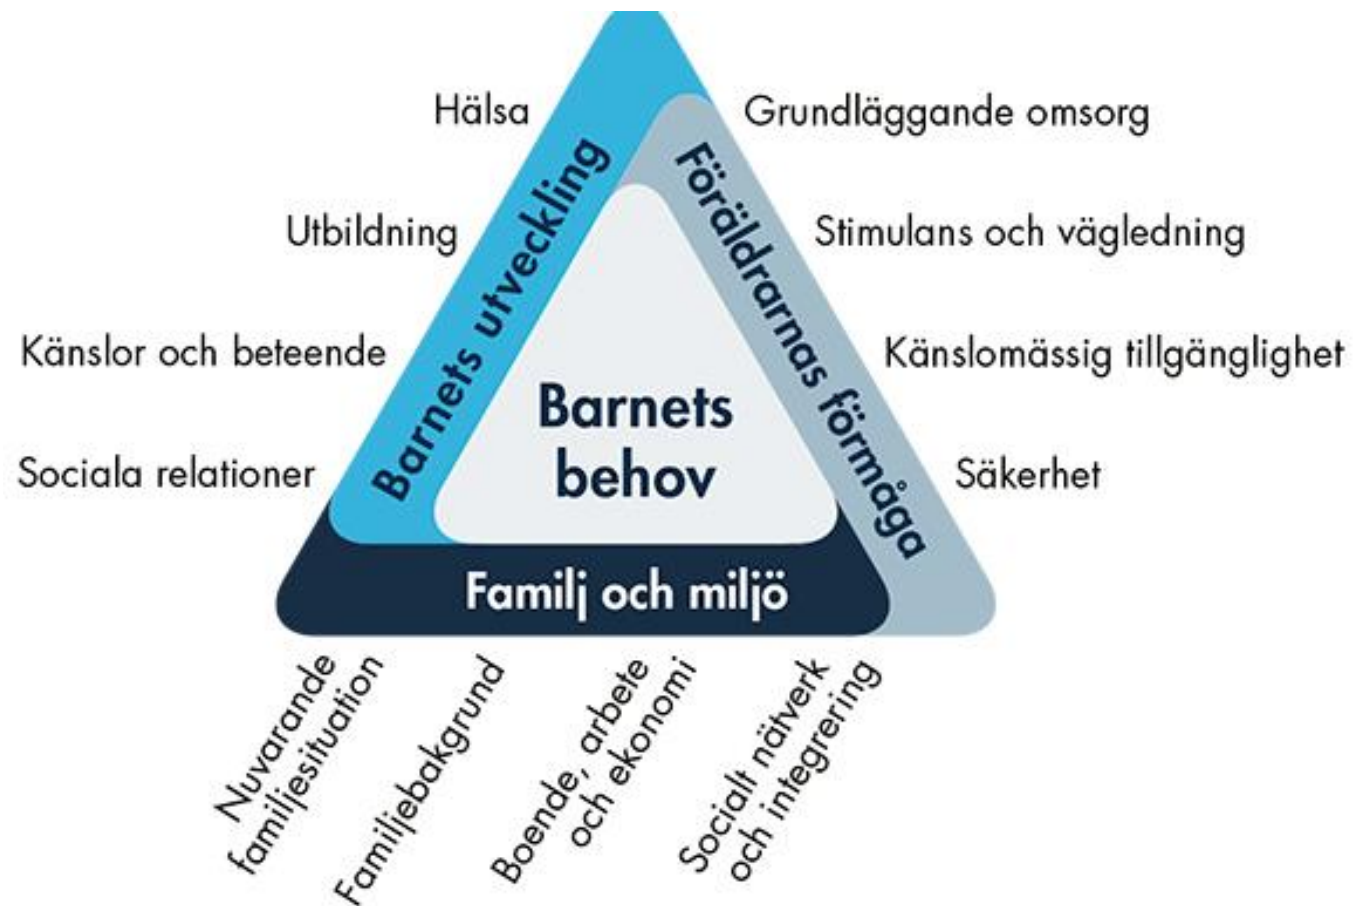 Hälsa
Utbildning
Känslor och beteende
Sociala relationer
Barnets utveckling
Grundläggande omsorg
Stimulans och vägledning
Känslomässig tillgänglighet
Säkerhet
Föräldrarnas förmåga
Barnets
behov
Familj och miljö
Nuvarande
familjesituation
Familjebakgrund
Boende, arbete
och ekonomi
Socialt nätverk
och integrering